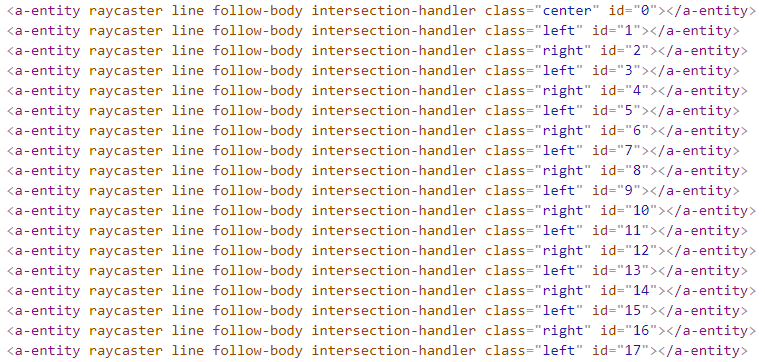 <a-entity raycaster line follow-body intersection-handler class="center" id="0"></a-entity>
<a-entity raycaster line follow-body intersection-handler class="left" id="1"></a-entity>
<a-entity raycaster line follow-body intersection-handler class="right" id="2"></a-entity>
<a-entity raycaster line follow-body intersection-handler class="left" id="3"></a-entity>
<a-entity raycaster line follow-body intersection-handler class="right" id="4"></a-entity>
<a-entity raycaster line follow-body intersection-handler class="left" id="5"></a-entity>
<a-entity raycaster line follow-body intersection-handler class="right" id="6"></a-entity>
<a-entity raycaster line follow-body intersection-handler class="left" id="7"></a-entity>
<a-entity raycaster line follow-body intersection-handler class="right" id="8"></a-entity>
<a-entity raycaster line follow-body intersection-handler class="left" id="9"></a-entity>
<a-entity raycaster line follow-body intersection-handler class="right" id="10"></a-entity>
<a-entity raycaster line follow-body intersection-handler class="left" id="11"></a-entity>
<a-entity raycaster line follow-body intersection-handler class="right" id="12"></a-entity>
<a-entity raycaster line follow-body intersection-handler class="left" id="13"></a-entity>
<a-entity raycaster line follow-body intersection-handler class="right" id="14"></a-entity>
<a-entity raycaster line follow-body intersection-handler class="left" id="15"></a-entity>
<a-entity raycaster line follow-body intersection-handler class="right" id="16"></a-entity>
<a-entity raycaster line follow-body intersection-handler class="left" id="17"></a-entity>